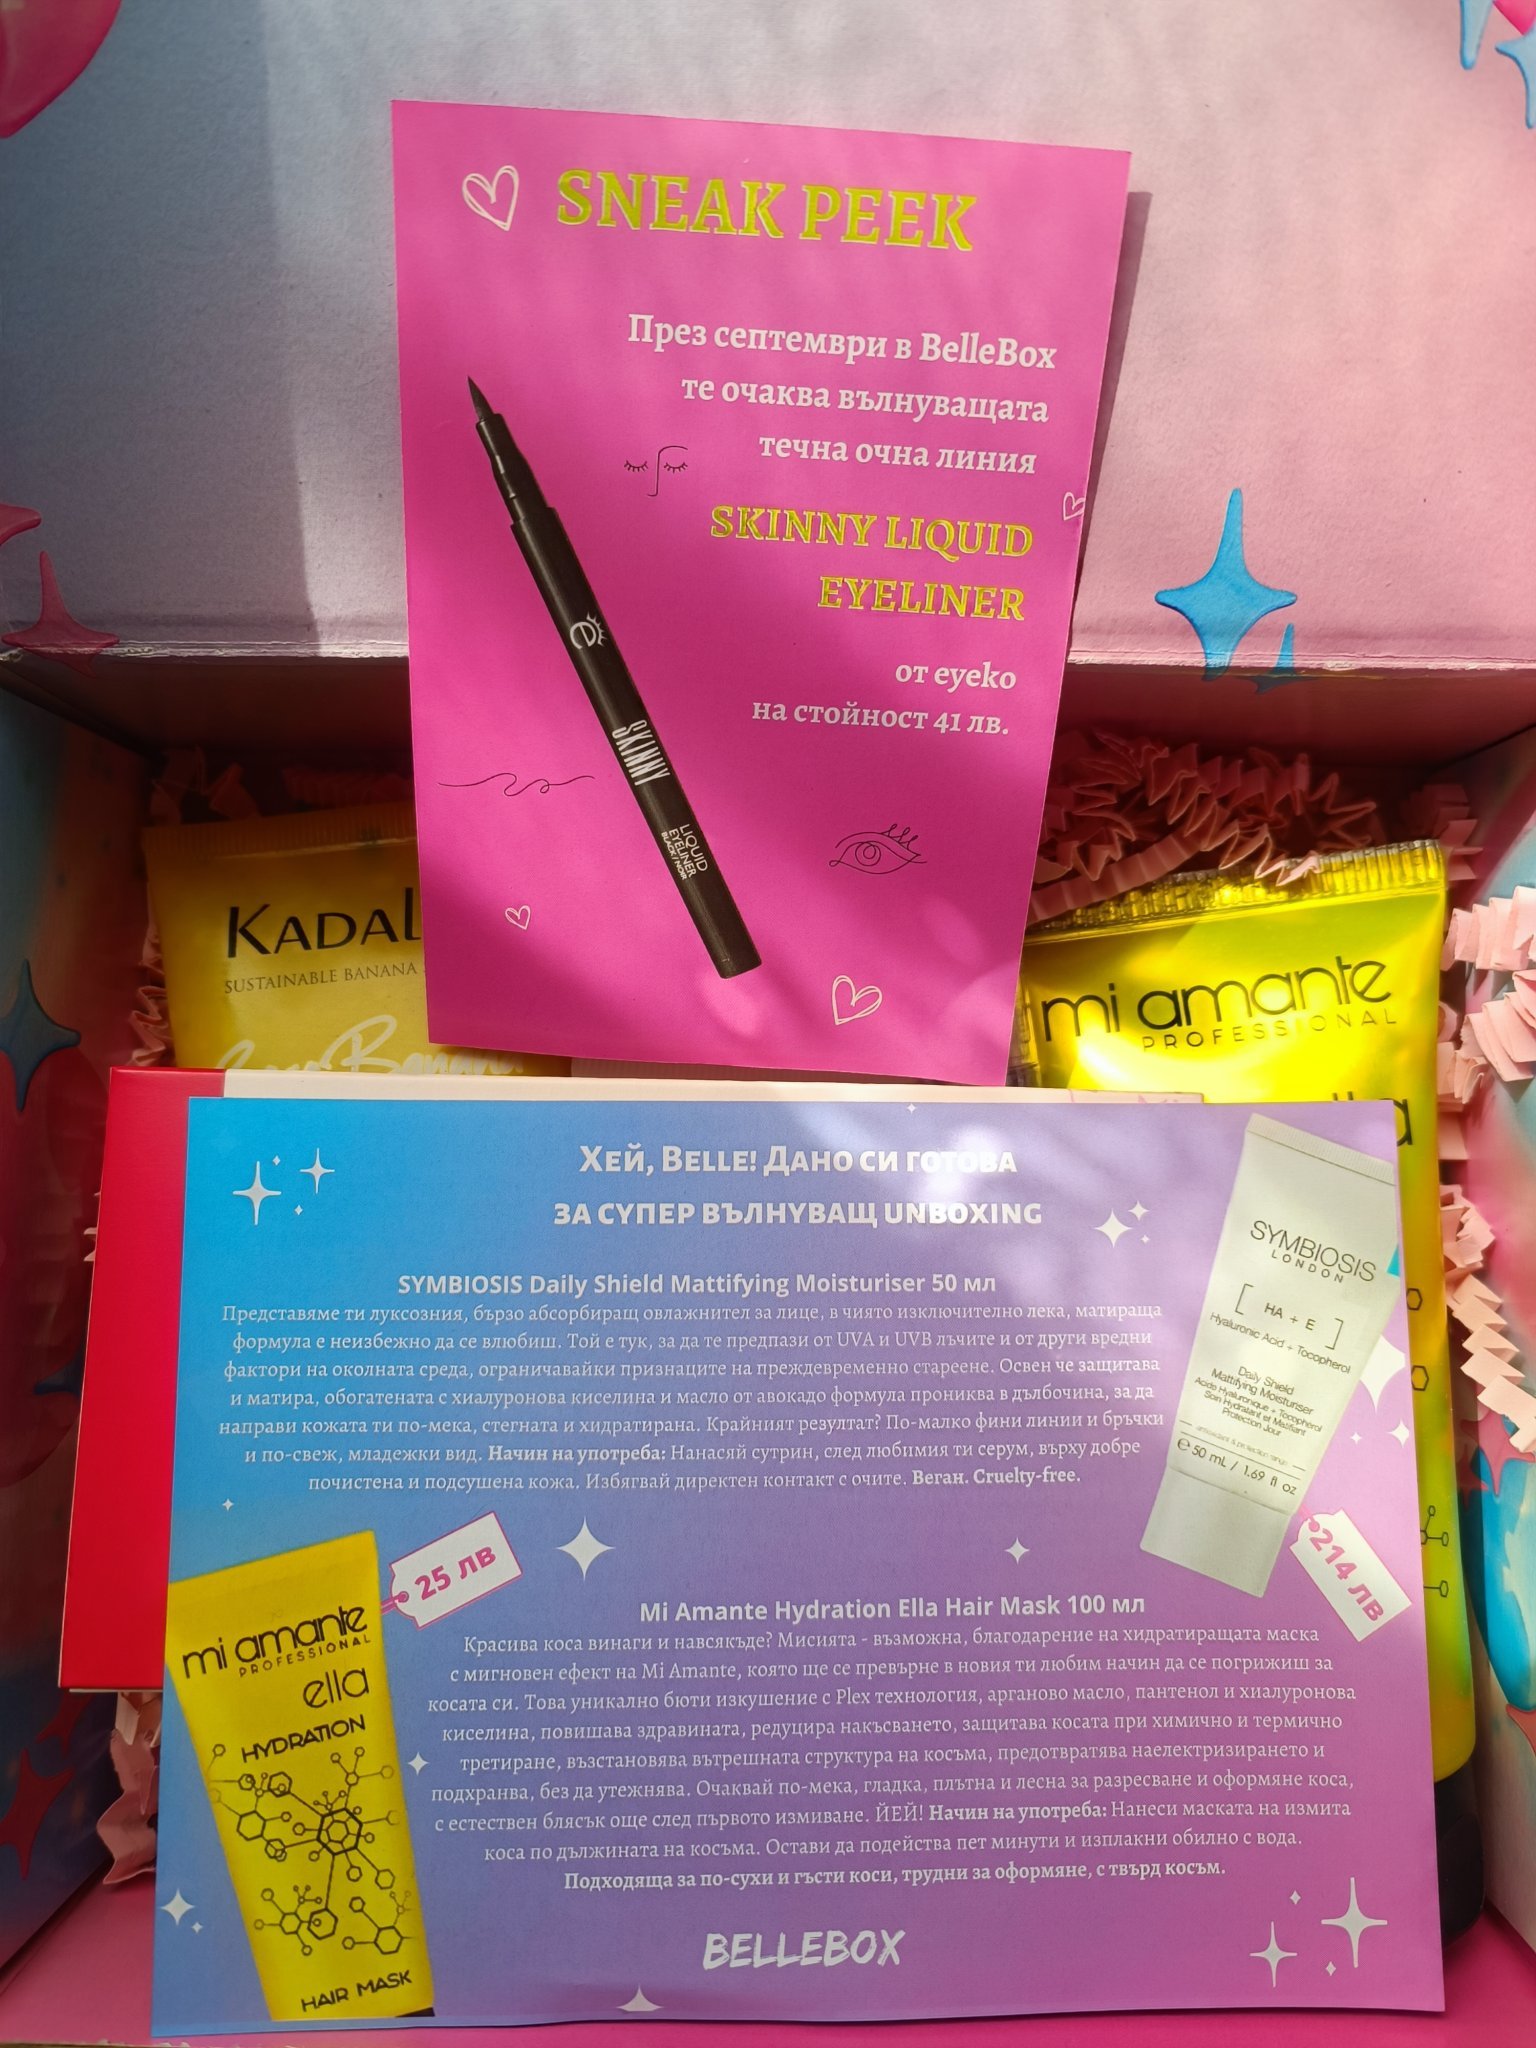 SNEAK PEEK
През септември в BelleBox
те очаква вълнуващата
течна очна линия
SKINNY LIQUID
EYELINER
от eyeko
на стойност 41 лв.
SKINNY
LIQUID
EYELINER
BLACK/NOIR
KADAL
SUSTAINABLE BANANA
mi amante
PROFESSIONAL
Хей, Belle! Дано си готова
за супер вълнуващ unboxing
SYMBIOSIS Daily Shield Mattifying Moisturiser 50 мл
Представяме ти луксозния, бързо абсорбиращ овлажнител за лице, в чиято изключително лека, матираща
формула е неизбежно да се влюбиш. Той е тук, за да те предпази от UVA и UVB лъчите и от други вредни
фактори на околната среда, ограничавайки признаците на преждевременно стареене. Освен че защитава
и матира, обогатената с хиалуронова киселина и масло от авокадо формула прониква в дълбочина, за да
направи кожата ти по-мека, стегната и хидратирана. Крайният резултат? По-малко фини линии и бръчки
и по-свеж, младежки вид. Начин на употреба: Нанасяй сутрин, след любимия ти серум, върху добре
почистена и подсушена кожа. Избягвай директен контакт с очите. Веган. Cruelty-free.
SYMBIOSIS
LONDON
[ HA + E ]
Hyaluronic Acid + Tocopherol
Daily Shield
Mattifying Moisturiser
Acide Hyaluronique + Tocopherol
Soin Hydratant et Matifiant
Protection Jour
℮ 50 mL / 1.69 fl oz
214 лв
25 лв
mi amante
PROFESSIONAL
ella
HYDRATION
HAIR MASK
Mi Amante Hydration Ella Hair Mask 100 мл
Красива коса винаги и навсякъде? Мисията - възможна, благодарение на хидратиращата маска
с мигновен ефект на Mi Amante, която ще се превърне в новия ти любим начин да се погрижиш за
косата си. Това уникално бюти изкушение с Plex технология, арганово масло, пантенол и хиалуронова
киселина, повишава здравината, редуцира накъсването, защитава косата при химично и термично
третиране, възстановява вътрешната структура на косъма, предотвратява наелектризирането и
подхранва, без да утежнява. Очаквай по-мека, гладка, плътна и лесна за разресване и оформяне коса,
с естествен блясък още след първото измиване. ЙЕЙ! Начин на употреба: Нанеси маската на измита
коса по дължината на косъма. Остави да подейства пет минути и изплакни обилно с вода.
Подходяща за по-сухи и гъсти коси, трудни за оформяне, с твърд косъм.
BELLEBOX